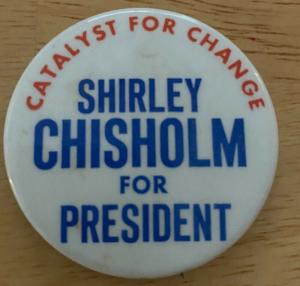 CATALYST FOR CHANGE
SHIRLEY
CHISHOLM
FOR
PRESIDENT